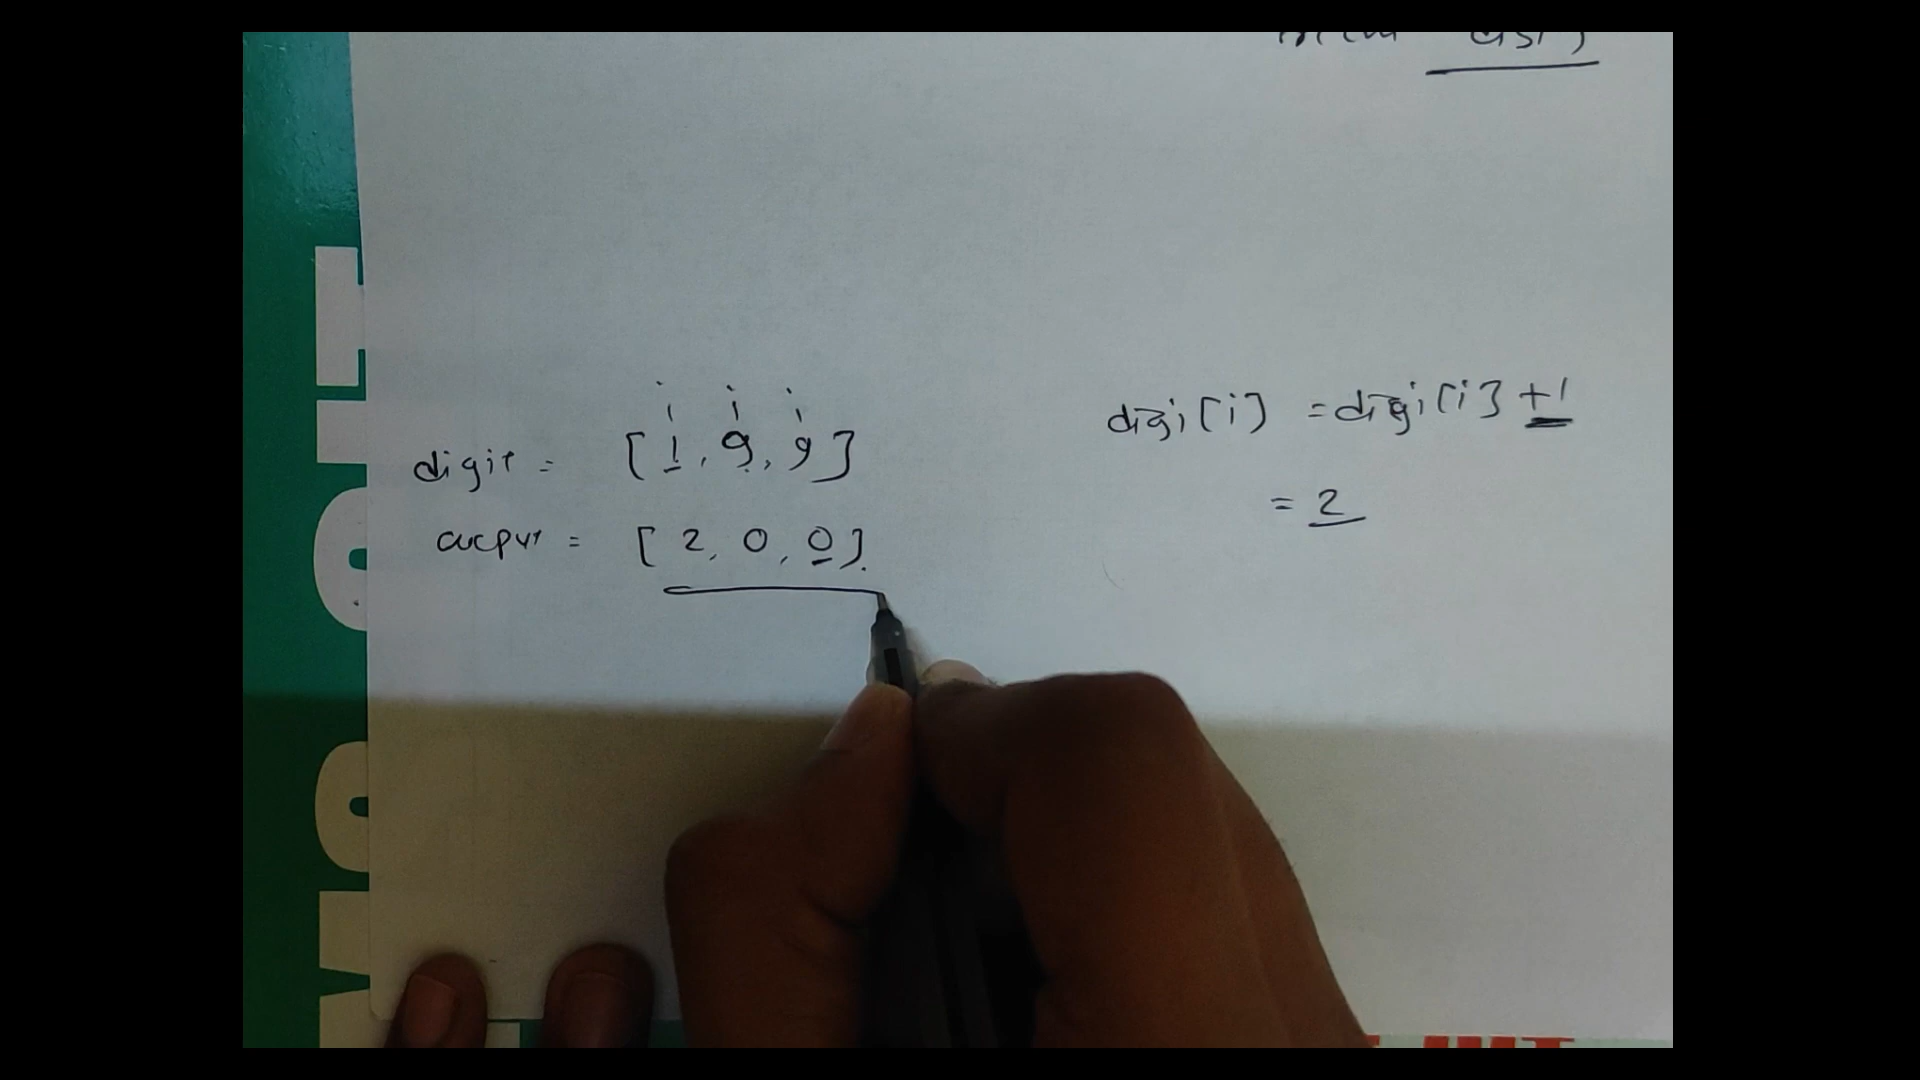 i i i
digit = [1, 9, 9]
digi[i] = digi[i] +1
= 2
output = [2, 0, 0].